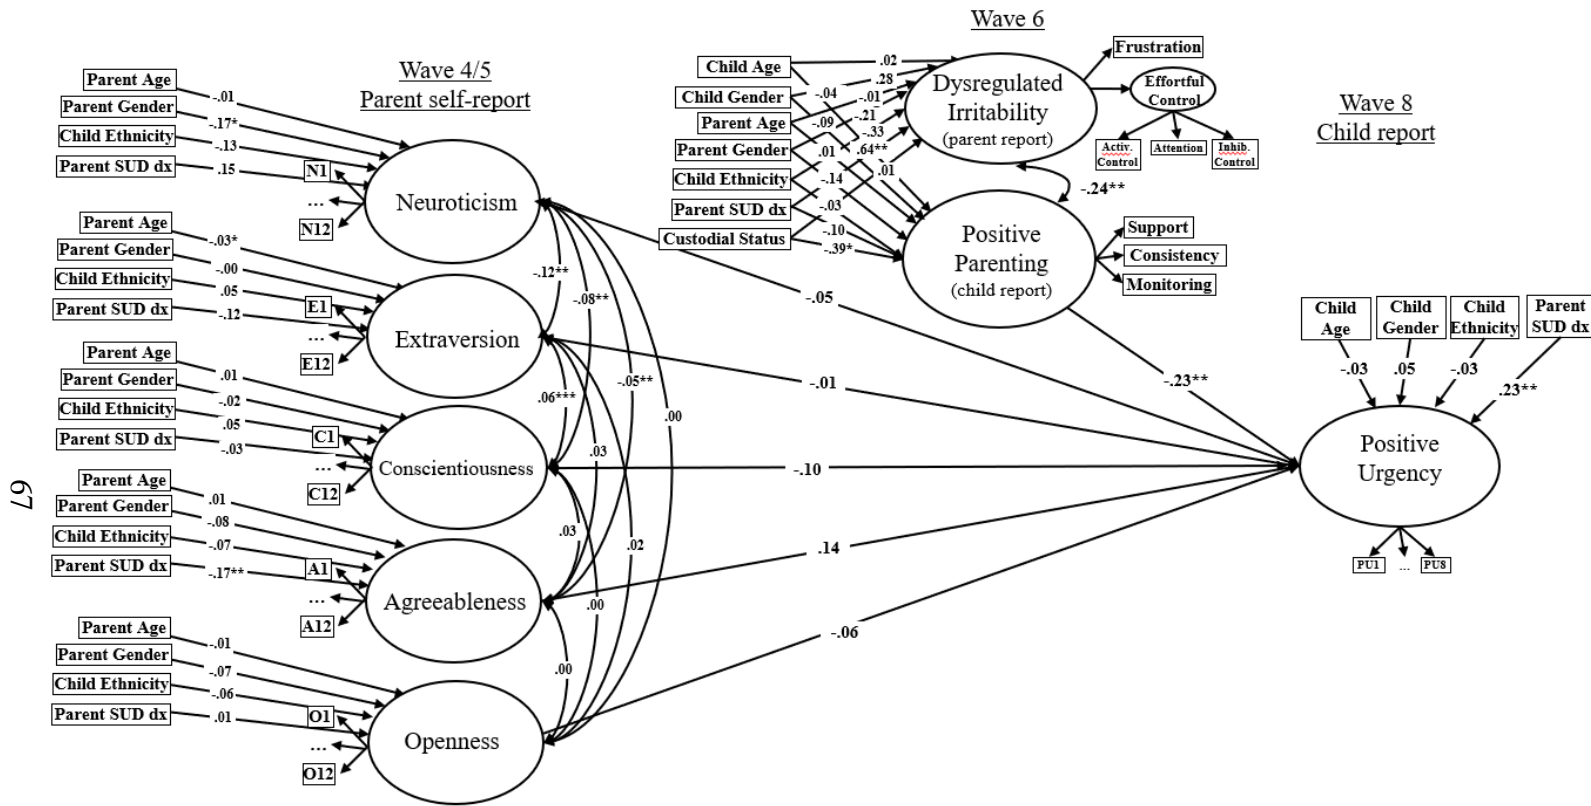 Wave 4/5
Parent self-report
Parent Age
Parent Gender
Child Ethnicity
Parent SUD dx
-.01
-.17*
-.13
.15
N1
...
N12
Neuroticism
Parent Age
Parent Gender
Child Ethnicity
Parent SUD dx
-.03*
-.00
.05
-.12
E1
...
E12
Extraversion
Parent Age
Parent Gender
Child Ethnicity
Parent SUD dx
.01
-.02
.05
-.03
C1
...
C12
Conscientiousness
Parent Age
Parent Gender
Child Ethnicity
Parent SUD dx
.01
-.08
-.07
-.17**
A1
...
A12
Agreeableness
Parent Age
Parent Gender
Child Ethnicity
Parent SUD dx
-.01
-.07
-.06
.01
O1
...
O12
Openness
-.12**
-.08**
-.05**
.00
.06***
.03
.02
.03
.00
.00
Wave 6
Child Age
Child Gender
Parent Age
Parent Gender
Child Ethnicity
Parent SUD dx
Custodial Status
.02
.28
-.04
-.01
-.09
-.21
-.33
.01
.64**
-.14
.01
-.03
-.10
-.39*
Dysregulated
Irritability
(parent report)
Frustration
Effortful
Control
Activ.
Control
Attention
Inhib.
Control
-.24**
Positive
Parenting
(child report)
Support
Consistency
Monitoring
-.05
-.01
-.10
.14
-.06
-.23**
Wave 8
Child report
Child
Age
Child
Gender
Child
Ethnicity
Parent
SUD dx
-.03
.05
-.03
.23**
Positive
Urgency
PU1
...
PU8
67